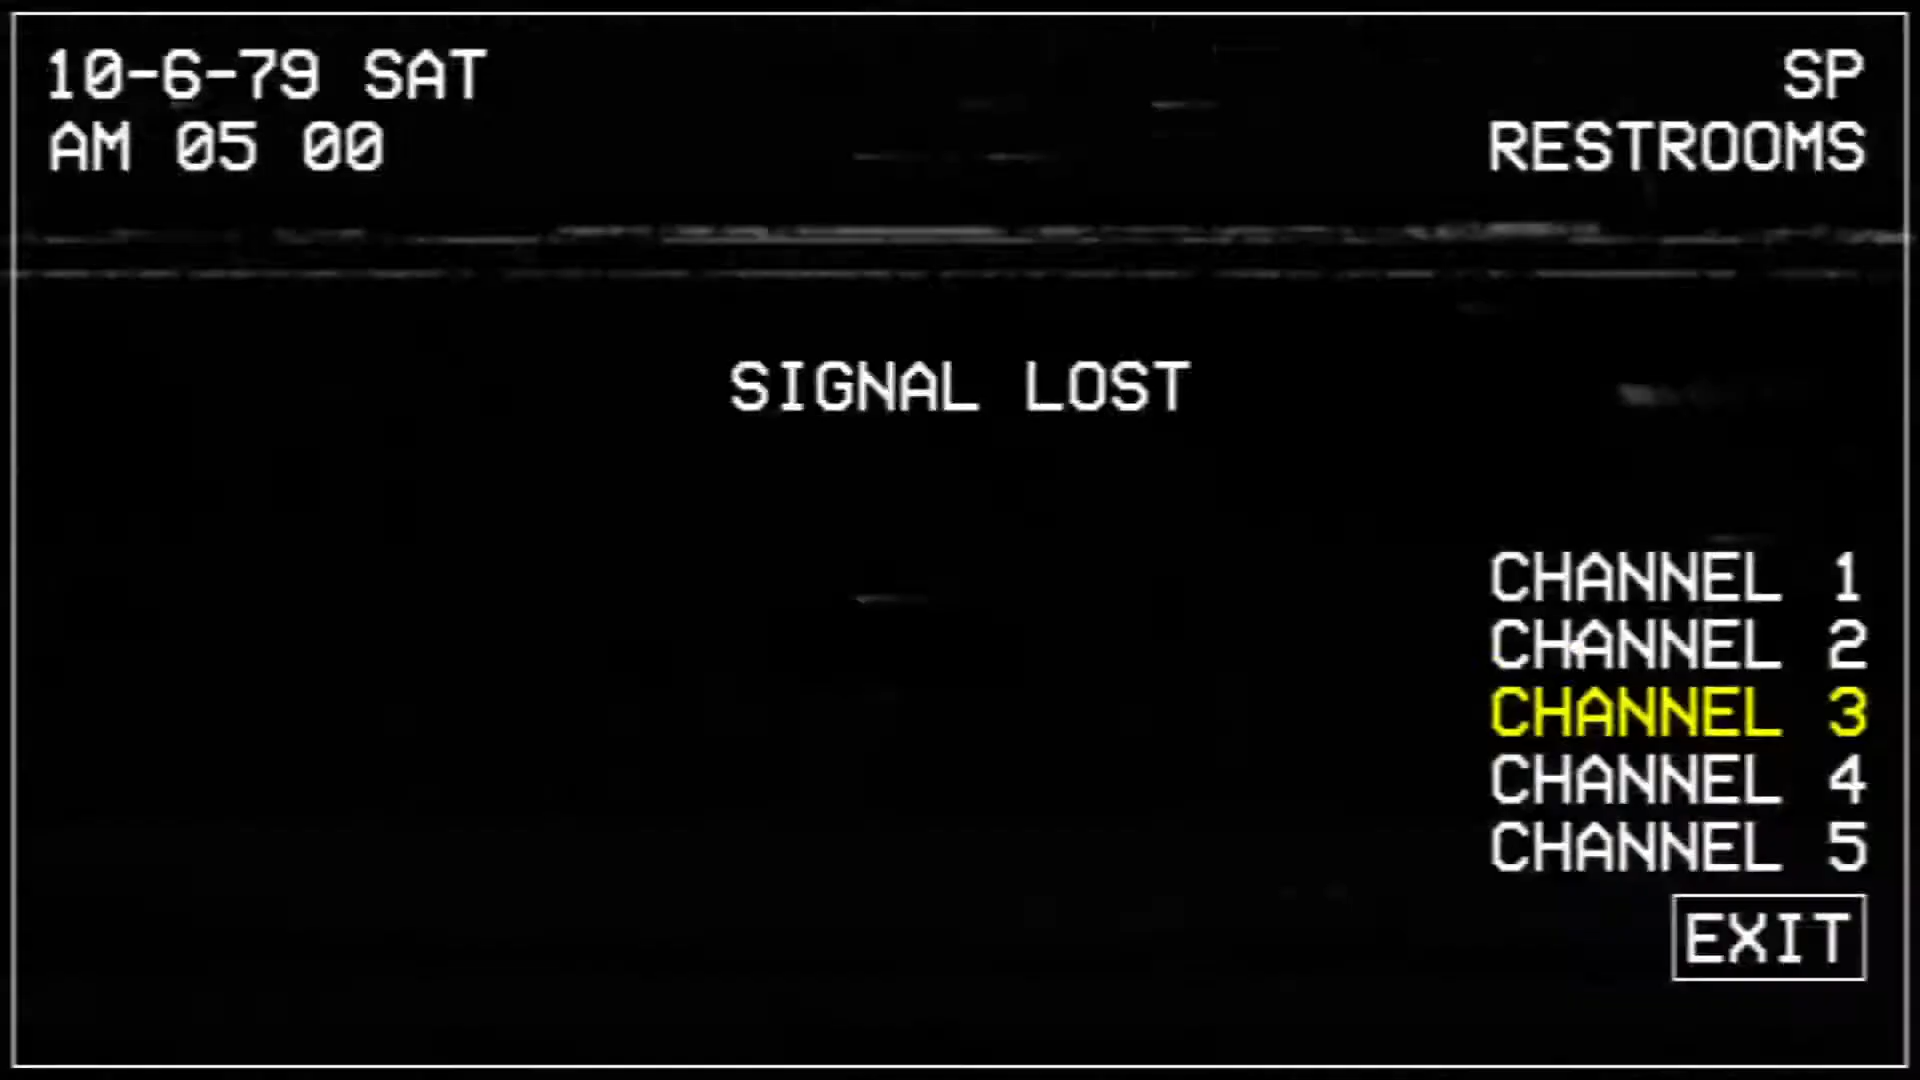 10-6-79 SAT
AM 05 00
SP
RESTROOMS
SIGNAL LOST
CHANNEL 1
CHANNEL 2
CHANNEL 3
CHANNEL 4
CHANNEL 5
EXIT